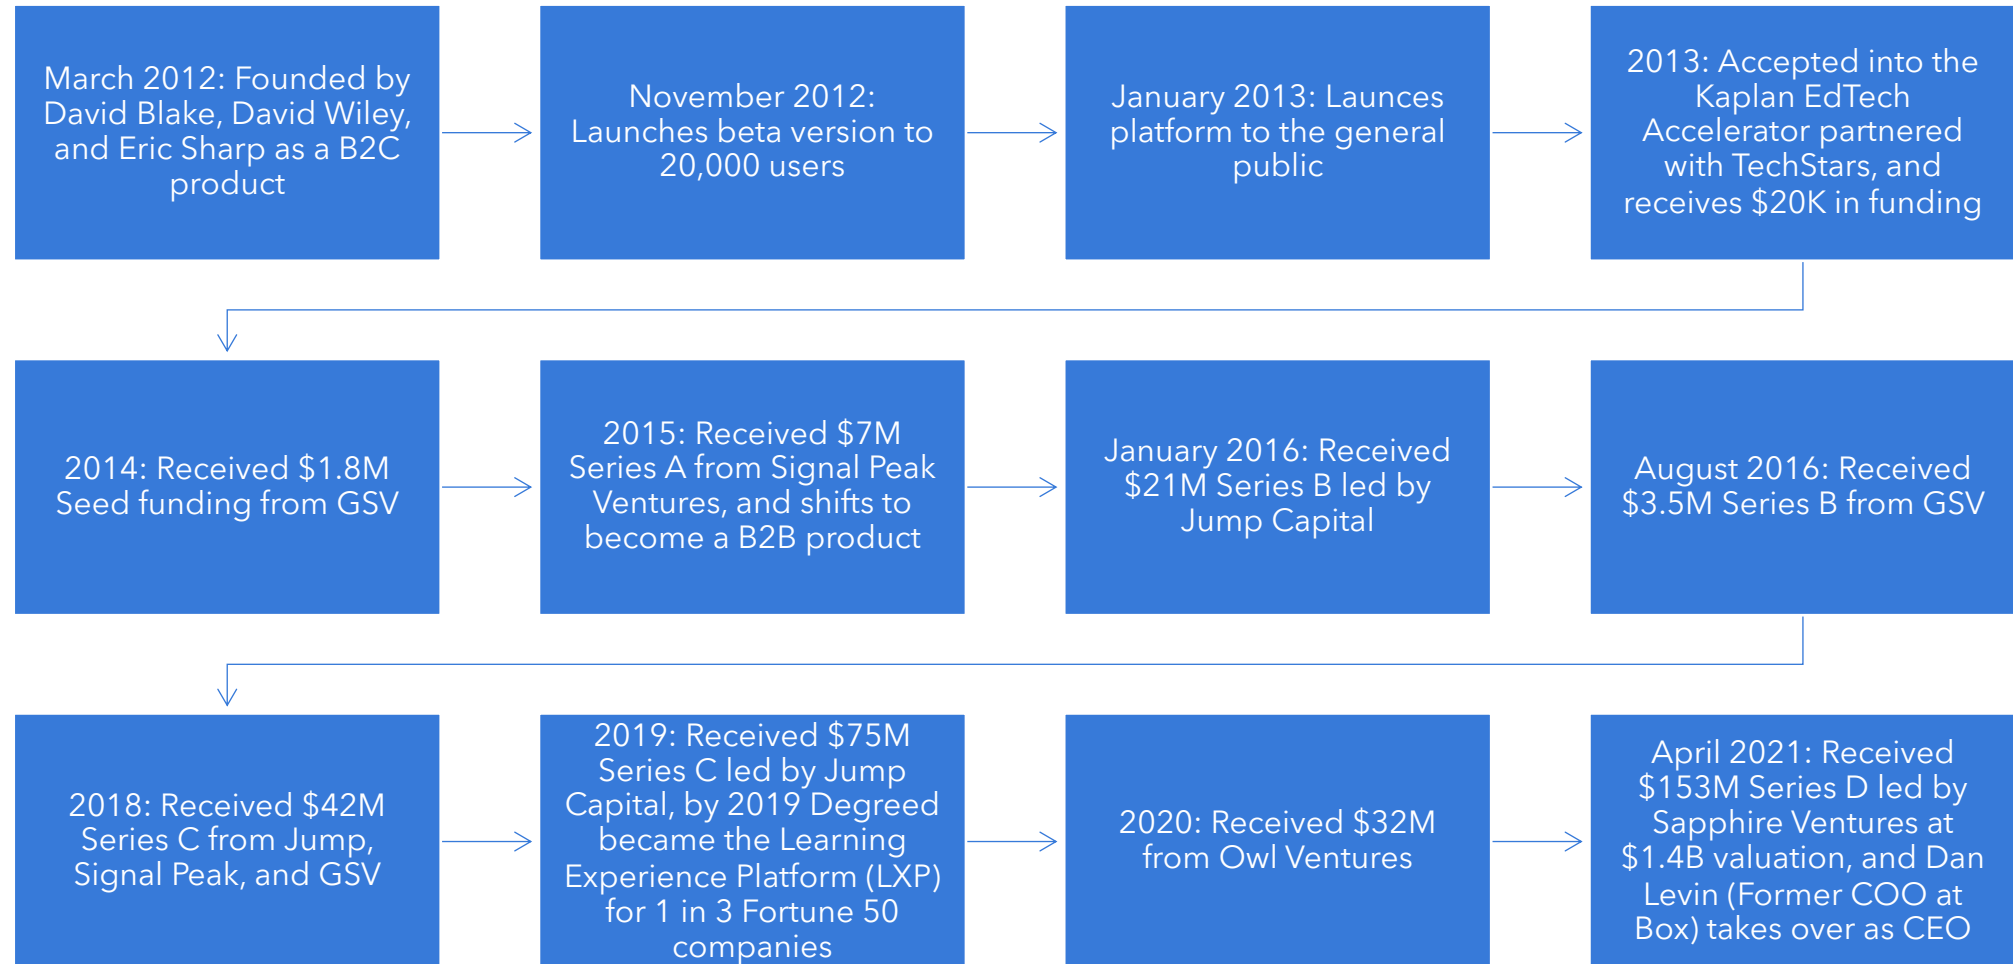 March 2012: Founded by
David Blake, David Wiley,
and Eric Sharp as a B2C
product
November 2012:
Launches beta version to
20,000 users
January 2013: Launces
platform to the general
public
2013: Accepted into the
Kaplan EdTech
Accelerator partnered
with TechStars, and
receives $20K in funding
2014: Received $1.8M
Seed funding from GSV
2015: Received $7M
Series A from Signal Peak
Ventures, and shifts to
become a B2B product
January 2016: Received
$21M Series B led by
Jump Capital
August 2016: Received
$3.5M Series B from GSV
2018: Received $42M
Series C from Jump,
Signal Peak, and GSV
2019: Received $75M
Series C led by Jump
Capital, by 2019 Degreed
became the Learning
Experience Platform (LXP)
for 1 in 3 Fortune 50
companies
2020: Received $32M
from Owl Ventures
April 2021: Received
$153M Series D led by
Sapphire Ventures at
$1.4B valuation, and Dan
Levin (Former COO at
Box) takes over as CEO